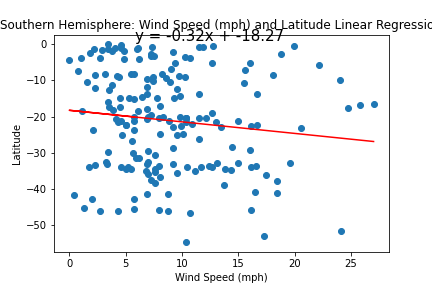 Southern Hemisphere: Wind Speed (mph) and Latitude Linear Regressio
y = -0.32x + -18.27
0
−10
−20
−30
−40
−50
Latitude
0 5 10 15 20 25
Wind Speed (mph)